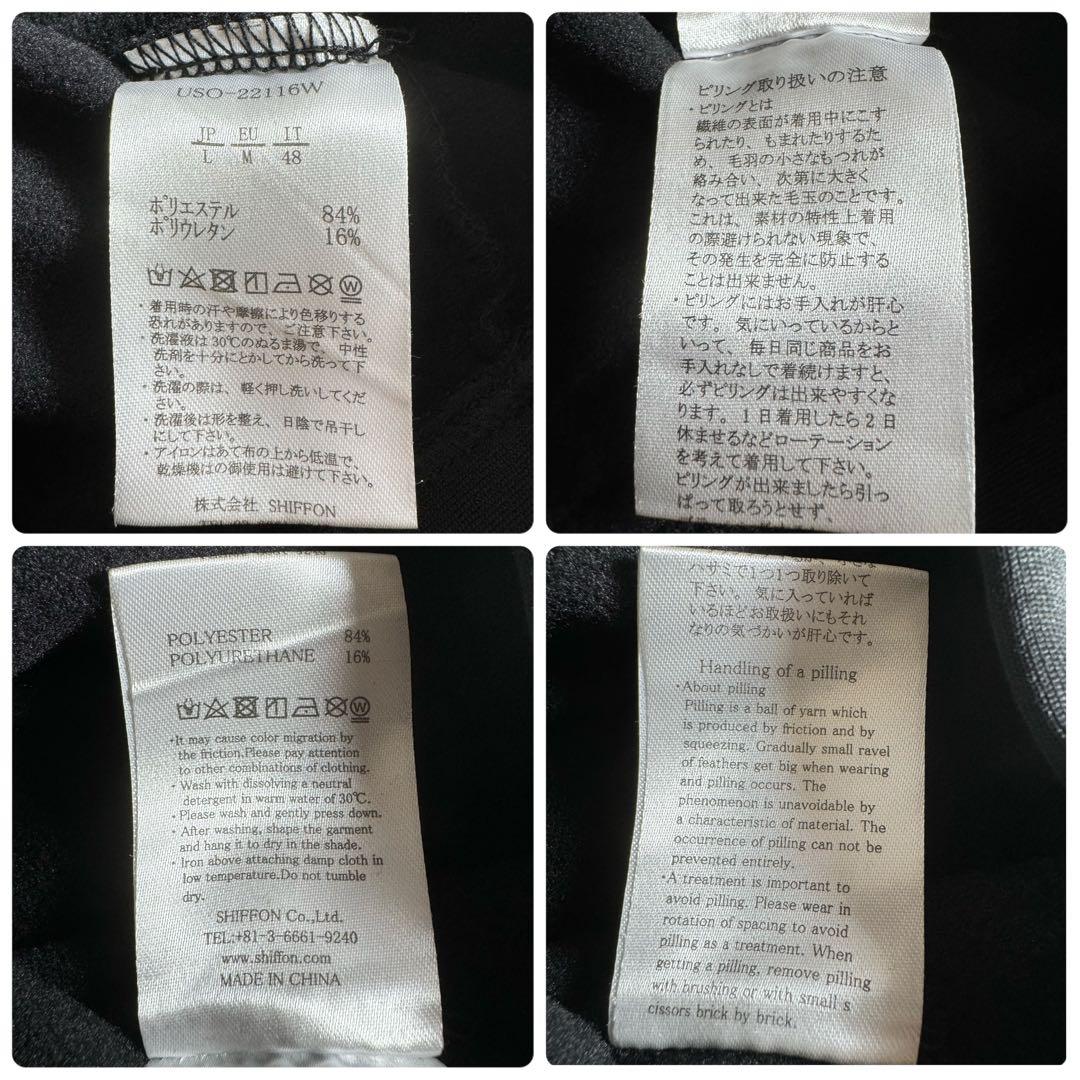 USO-22116W
JP EU IT
L M 48
ポリエステル 84%
ポリウレタン 16%
・着用時の汗や摩擦により色移りする
恐れがありますので、ご注意下さい。
・洗濯液は30℃のぬるま湯で、中性
洗剤を十分にとかしてから洗って下
さい。
・洗濯の際は、軽く押し洗いしてくだ
さい。
・洗濯後は形を整え、日陰で吊干し
にして下さい。
・アイロンはあて布の上から低温で、
乾燥機はの御使用は避けて下さい。
株式会社 SHIFFON
ピリング取り扱いの注意
・ピリングとは
繊維の表面が着用中にこす
られたり、もまれたりするた
め、毛羽の小さなもつれが
絡み合い、次第に大きく
なって出来た毛玉のことです。
これは、素材の特性上着用
の際避けられない現象で、
その発生を完全に防止する
ことは出来ません。
・ピリングにはお手入れが肝心
です。気にいっているからと
いって、毎日同じ商品をお
手入れなしで着続けますと、
必ずピリングは出来やすくな
ります。1日着用したら2日
休ませるなどローテーション
を考えて着用して下さい。
ピリングが出来ましたら引っ
ぱって取ろうとせず、
POLYESTER 84%
POLYURETHANE 16%
・It may cause color migration by
the friction.Please pay attention
to other combinations of clothing.
・Wash with dissolving a neutral
detergent in warm water of 30℃.
・Please wash and gently press down.
・After washing, shape the garment
and hang it to dry in the shade.
・Iron above attaching damp cloth in
low temperature.Do not tumble
dry.
SHIFFON Co.,Ltd.
TEL:+81-3-6661-9240
www.shiffon.com
MADE IN CHINA
ハサミで1つ1つ取り除いて
下さい。気に入っていれば
いるほどお取扱いにもそれ
なりの気づかいが肝心です。
Handling of a pilling
・About pilling
Pilling is a ball of yarn which
is produced by friction and by
squeezing. Gradually small ravel
of feathers get big when wearing
and pilling occurs. The
phenomenon is unavoidable by
a characteristic of material. The
occurrence of pilling can not be
prevented entirely.
・A treatment is important to
avoid pilling. Please wear in
rotation of spacing to avoid
pilling as a treatment. When
getting a pilling, remove pilling
with brushing or with small s
cissors brick by brick.